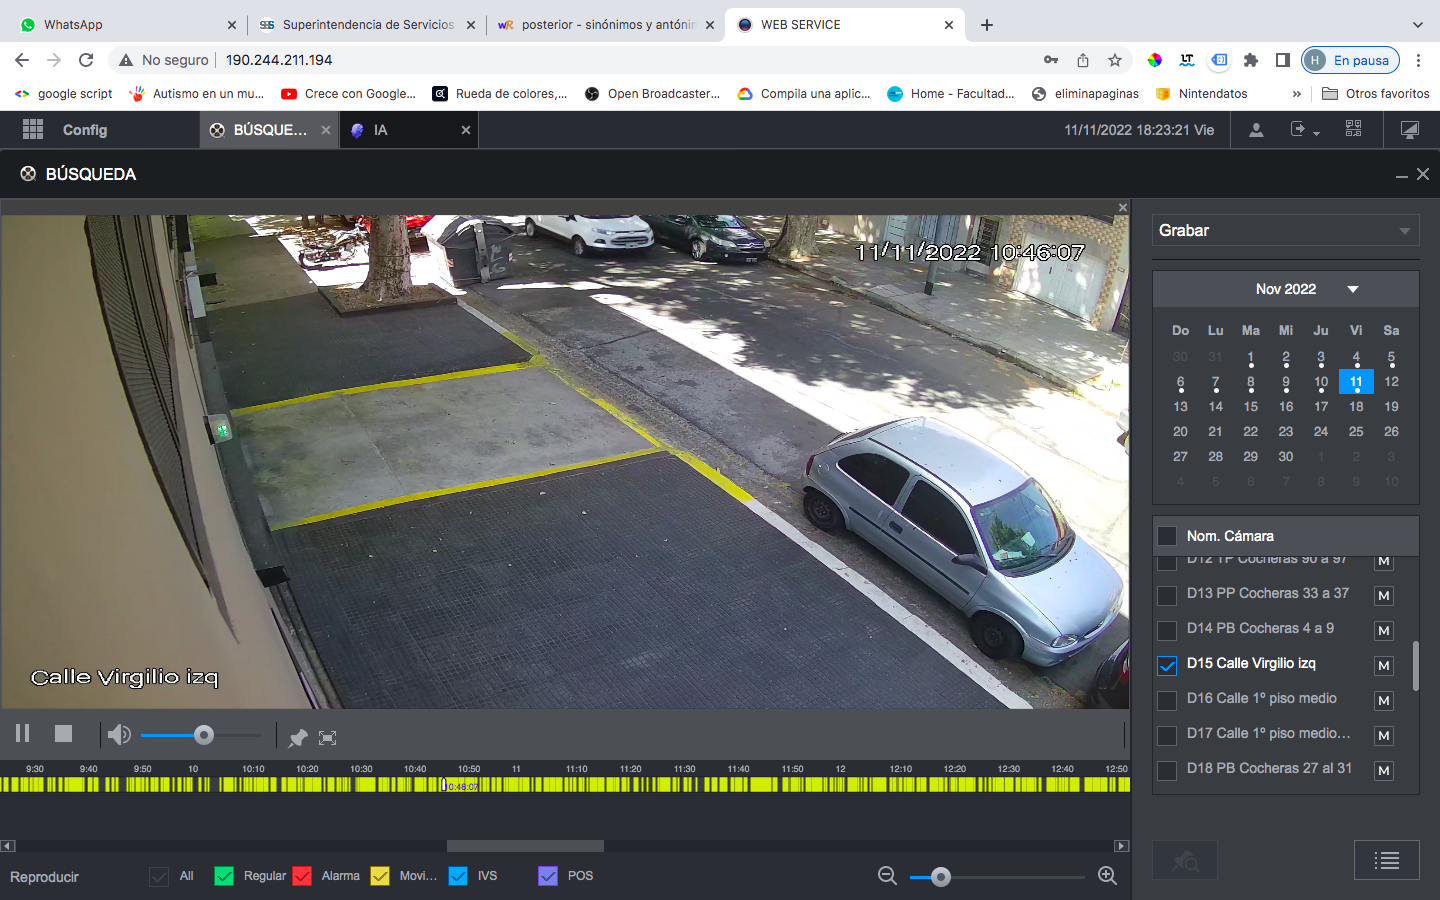 WhatsApp
Superintendencia de Servicios
posterior - sinónimos y antónin
WEB SERVICE
No seguro
190.244.211.194
En pausa
google script
Autismo en un mu...
Crece con Google...
Rueda de colores,...
Open Broadcaster...
Compila una aplic...
Home - Facultad...
eliminapaginas
Nintendatos
»
Otros favoritos
Config
BÚSQUE...
IA
11/11/2022 18:23:21 Vie
BÚSQUEDA
11/11/2022 10:46:07
Calle Virgilio izq
Grabar
Nov 2022
Do Lu Ma Mi Ju Vi Sa
30 31 1 2 3 4 5
6 7 8 9 10 11 12
13 14 15 16 17 18 19
20 21 22 23 24 25 26
27 28 29 30 1 2 3
4 5 6 7 8 9 10
Nom. Cámara
D12 TP Cocheras 90 a 97 M
D13 PP Cocheras 33 a 37 M
D14 PB Cocheras 4 a 9 M
D15 Calle Virgilio izq M
D16 Calle 1º piso medio M
D17 Calle 1º piso medio... M
D18 PB Cocheras 27 al 31 M
9:30 9:40 9:50 10 10:10 10:20 10:30 10:40 10:50 11 11:10 11:20 11:30 11:40 11:50 12 12:10 12:20 12:30 12:40 12:50
0:46:07
Reproducir
All
Regular
Alarma
Movi...
IVS
POS